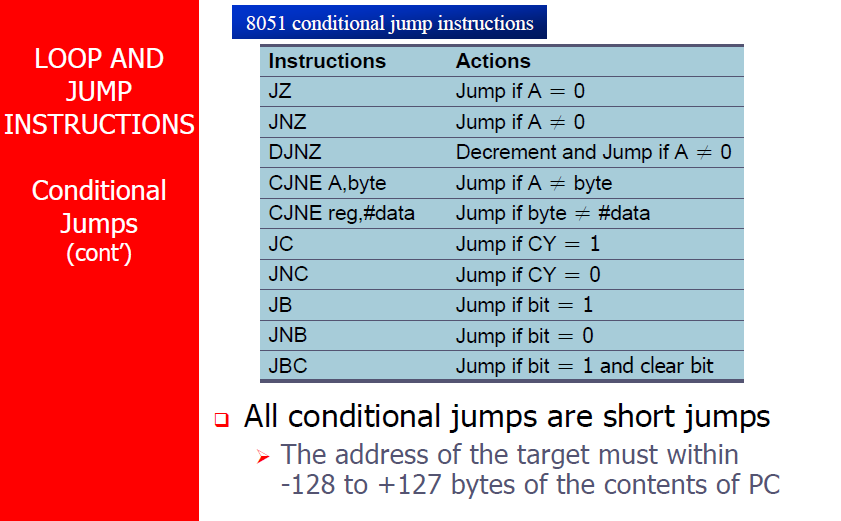 LOOP AND
JUMP
INSTRUCTIONS
Conditional
Jumps
(cont’)
8051 conditional jump instructions
Instructions Actions
JZ Jump if A = 0
JNZ Jump if A ≠ 0
DJNZ Decrement and Jump if A ≠ 0
CJNE A,byte Jump if A ≠ byte
CJNE reg,#data Jump if byte ≠ #data
JC Jump if CY = 1
JNC Jump if CY = 0
JB Jump if bit = 1
JNB Jump if bit = 0
JBC Jump if bit = 1 and clear bit
❑ All conditional jumps are short jumps
➢ The address of the target must within
-128 to +127 bytes of the contents of PC